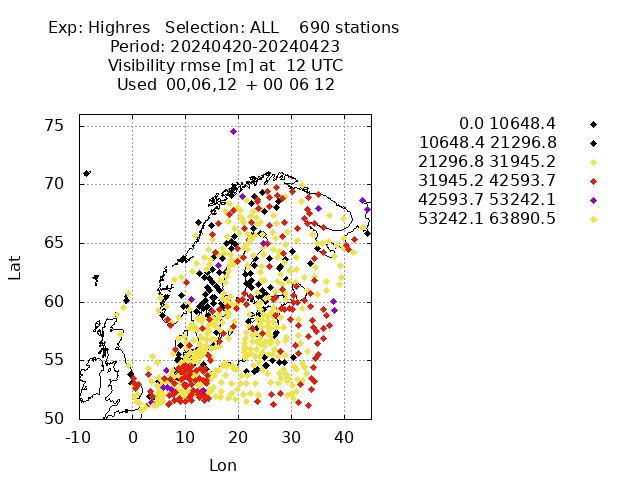 Exp: Highres Selection: ALL 690 stations
Period: 20240420-20240423
Visibility rmse [m] at 12 UTC
Used 00,06,12 + 00 06 12
0.0 10648.4
10648.4 21296.8
21296.8 31945.2
31945.2 42593.7
42593.7 53242.1
53242.1 63890.5
75
70
65
60
55
50
Lat
-10 0 10 20 30 40
Lon